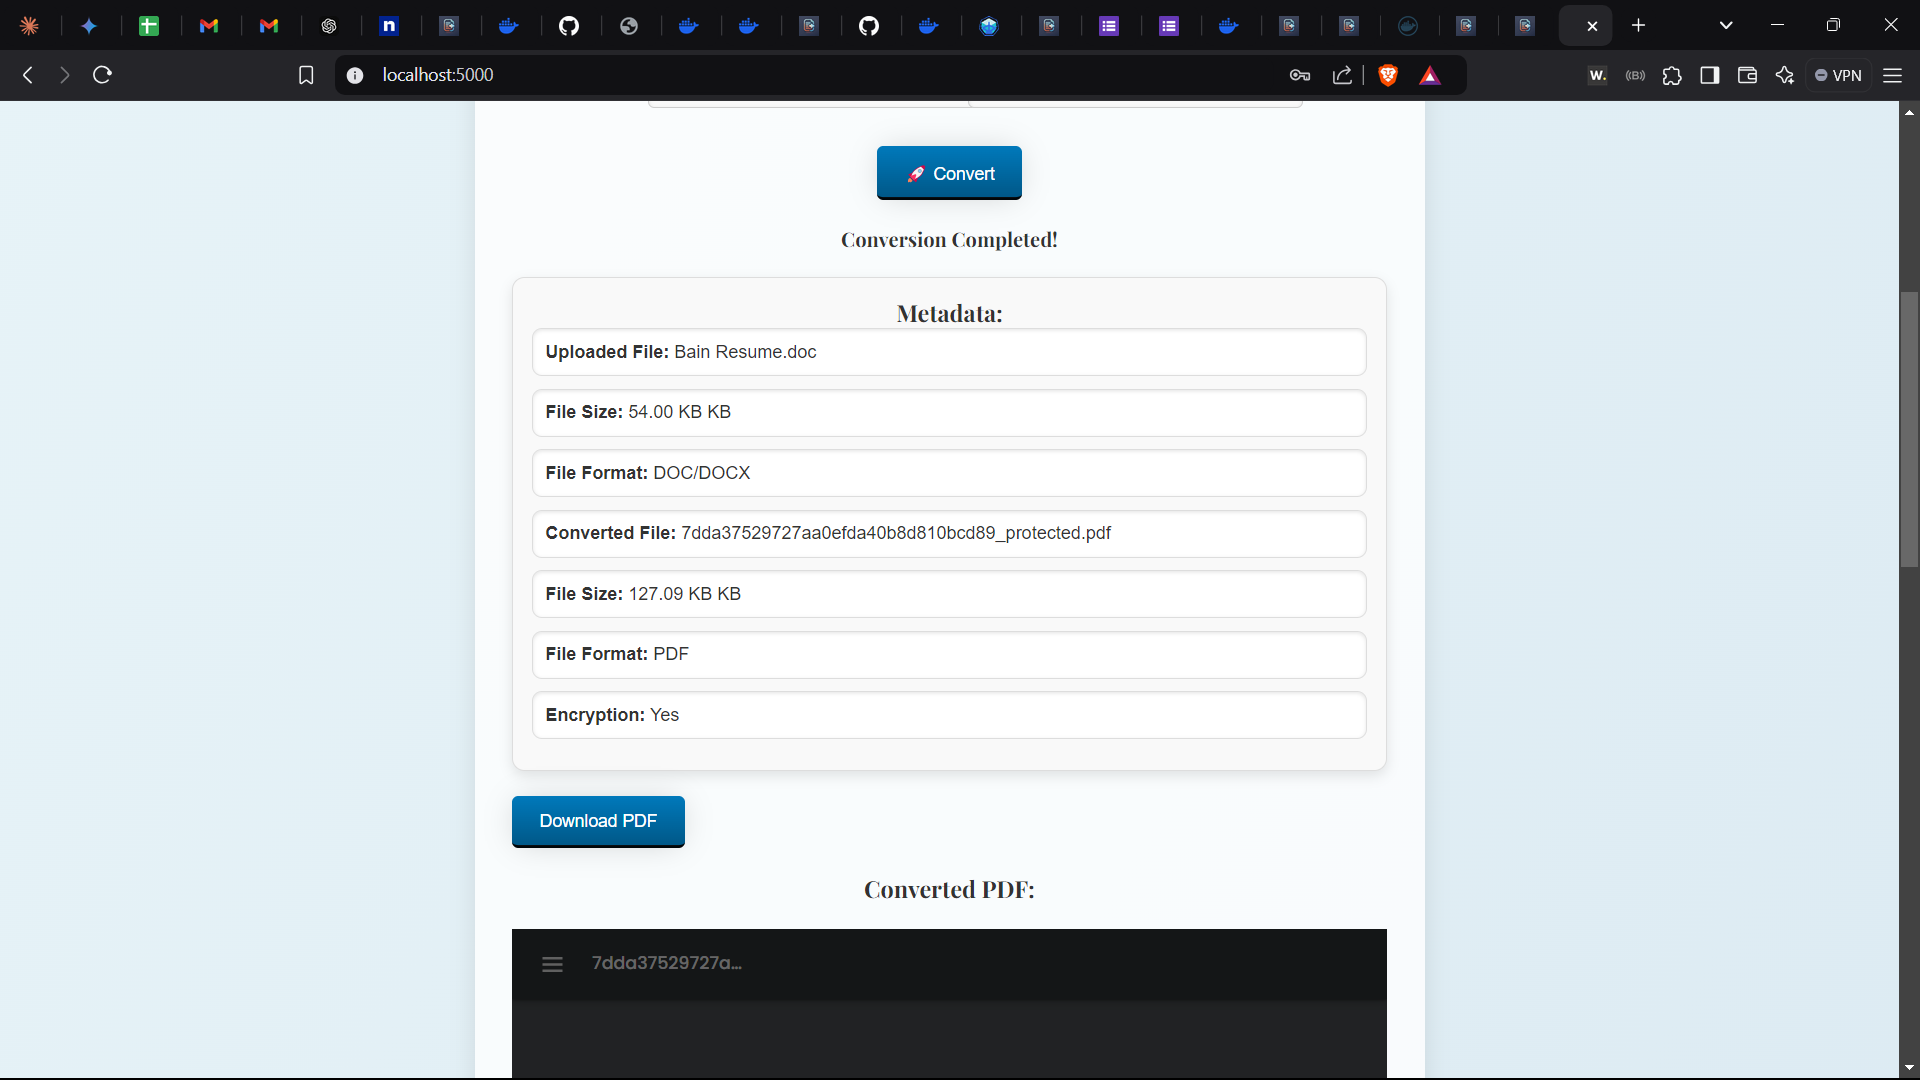 n
localhost:5000
W.
(B)
VPN
🚀 Convert
Conversion Completed!
Metadata:
Uploaded File: Bain Resume.doc
File Size: 54.00 KB KB
File Format: DOC/DOCX
Converted File: 7dda37529727aa0efda40b8d810bcd89_protected.pdf
File Size: 127.09 KB KB
File Format: PDF
Encryption: Yes
Download PDF
Converted PDF:
7dda37529727a...